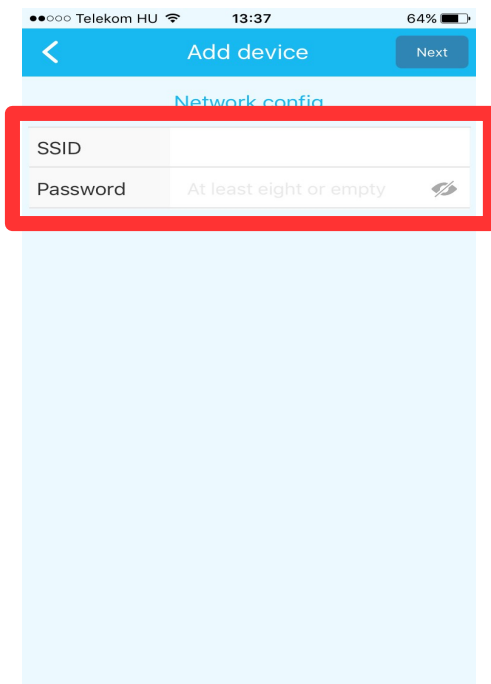 Telekom HU 13:37 64%
Add device Next
Network config
SSID
Password At least eight or empty